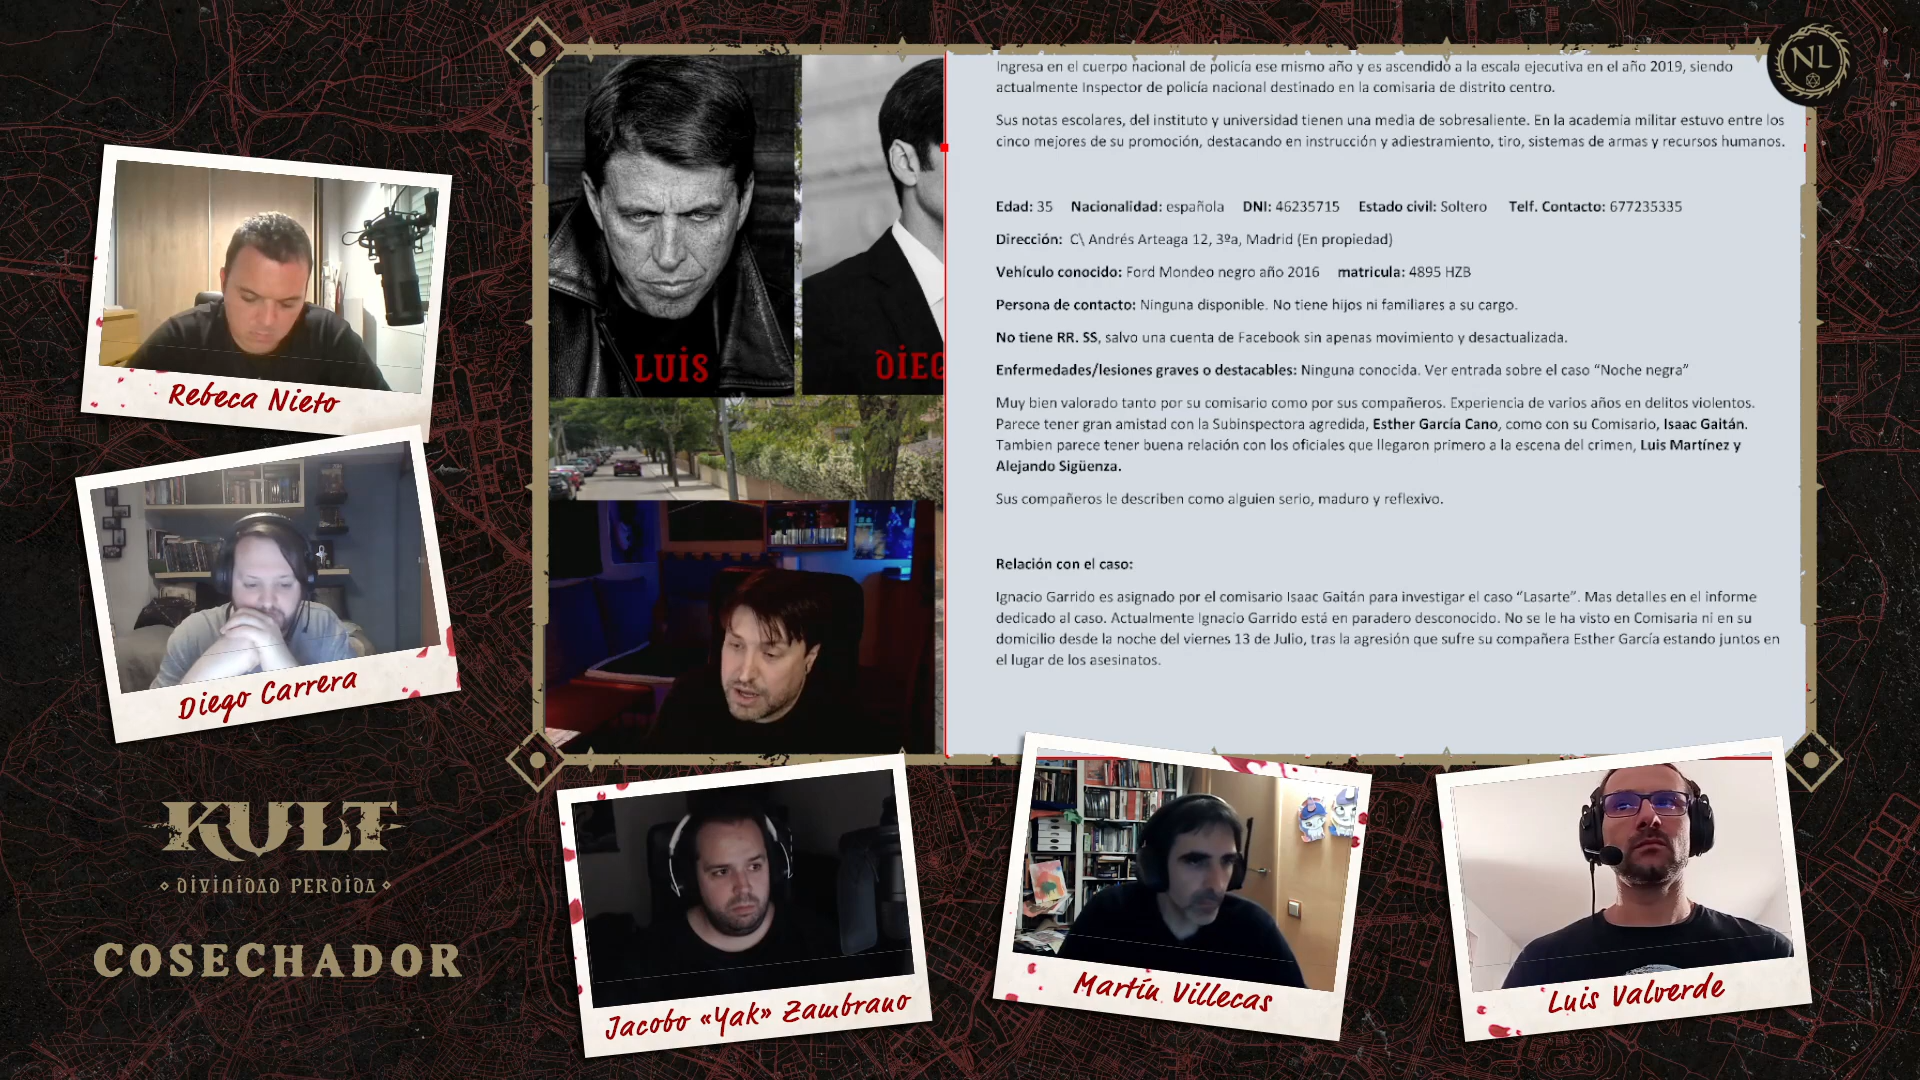 Ingresa en el cuerpo nacional de policía ese mismo año y es ascendido a la escala ejecutiva en el año 2019, siendo
actualmente Inspector de policía nacional destinado en la comisaria de distrito centro.
Sus notas escolares, del instituto y universidad tienen una media de sobresaliente. En la academia militar estuvo entre los
cinco mejores de su promoción, destacando en instrucción y adiestramiento, tiro, sistemas de armas y recursos humanos.
Edad: 35 Nacionalidad: española DNI: 46235715 Estado civil: Soltero Telf. Contacto: 677235335
Dirección: C\ Andrés Arteaga 12, 3ºa, Madrid (En propiedad)
Vehículo conocido: Ford Mondeo negro año 2016 matricula: 4895 HZB
Persona de contacto: Ninguna disponible. No tiene hijos ni familiares a su cargo.
No tiene RR. SS, salvo una cuenta de Facebook sin apenas movimiento y desactualizada.
Enfermedades/lesiones graves o destacables: Ninguna conocida. Ver entrada sobre el caso “Noche negra”
Muy bien valorado tanto por su comisario como por sus compañeros. Experiencia de varios años en delitos violentos.
Parece tener gran amistad con la Subinspectora agredida, Esther García Cano, como con su Comisario, Isaac Gaitán.
Tambien parece tener buena relación con los oficiales que llegaron primero a la escena del crimen, Luis Martínez y
Alejando Sigüenza.
Sus compañeros le describen como alguien serio, maduro y reflexivo.
Relación con el caso:
Ignacio Garrido es asignado por el comisario Isaac Gaitán para investigar el caso “Lasarte”. Mas detalles en el informe
dedicado al caso. Actualmente Ignacio Garrido está en paradero desconocido. No se le ha visto en Comisaria ni en su
domicilio desde la noche del viernes 13 de Julio, tras la agresión que sufre su compañera Esther García estando juntos en
el lugar de los asesinatos.
NL
LUIS
DIEG
Rebeca Nieto
Diego Carrera
KULT
DIVINIDAD PERDIDA
COSECHADOR
Jacobo «Yak» Zambrano
Martín Villecas
Luis Valverde